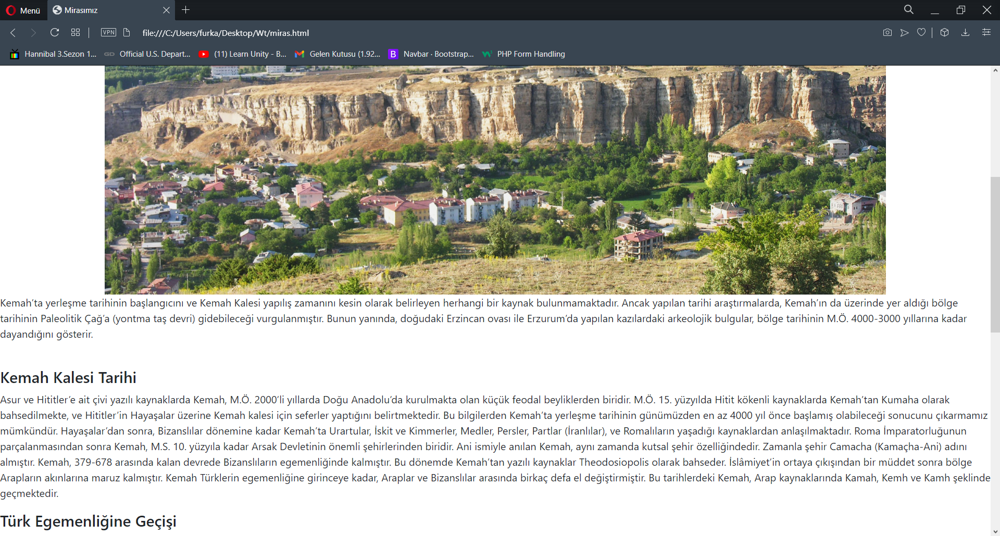 Menü
Mirasımız
VPN
file:///C:/Users/furka/Desktop/Wt/miras.html
Hannibal 3.Sezon 1...
GD
Official U.S. Depart...
(11) Learn Unity - B...
Gelen Kutusu (1.92...
B
Navbar · Bootstrap...
PHP Form Handling
Kemah’ta yerleşme tarihinin başlangıcını ve Kemah Kalesi yapılış zamanını kesin olarak belirleyen herhangi bir kaynak bulunmamaktadır. Ancak yapılan tarihi araştırmalarda, Kemah’ın da üzerinde yer aldığı bölge
tarihinin Paleolitik Çağ’a (yontma taş devri) gidebileceği vurgulanmıştır. Bunun yanında, doğudaki Erzincan ovası ile Erzurum’da yapılan kazılardaki arkeolojik bulgular, bölge tarihinin M.Ö. 4000-3000 yıllarına kadar
dayandığını gösterir.
Kemah Kalesi Tarihi
Asur ve Hititler’e ait çivi yazılı kaynaklarda Kemah, M.Ö. 2000’li yıllarda Doğu Anadolu’da kurulmakta olan küçük feodal beyliklerden biridir. M.Ö. 15. yüzyılda Hitit kökenli kaynaklarda Kemah’tan Kumaha olarak
bahsedilmekte, ve Hititler’in Hayaşalar üzerine Kemah kalesi için seferler yaptığını belirtmektedir. Bu bilgilerden Kemah’ta yerleşme tarihinin günümüzden en az 4000 yıl önce başlamış olabileceği sonucunu çıkarmamız
mümkündür. Hayaşalar’dan sonra, Bizanslılar dönemine kadar Kemah’ta Urartular, İskit ve Kimmerler, Medler, Persler, Partlar (İranlılar), ve Romalıların yaşadığı kaynaklardan anlaşılmaktadır. Roma İmparatorluğunun
parçalanmasından sonra Kemah, M.S. 10. yüzyıla kadar Arsak Devletinin önemli şehirlerinden biridir. Ani ismiyle anılan Kemah, aynı zamanda kutsal şehir özelliğindedir. Zamanla şehir Camacha (Kamaçha-Ani) adını
almıştır. Kemah, 379-678 arasında kalan devrede Bizanslıların egemenliğinde kalmıştır. Bu dönemde Kemah’tan yazılı kaynaklar Theodosiopolis olarak bahseder. İslâmiyet’in ortaya çıkışından bir müddet sonra bölge
Arapların akınlarına maruz kalmıştır. Kemah Türklerin egemenliğine girinceye kadar, Araplar ve Bizanslılar arasında birkaç defa el değiştirmiştir. Bu tarihlerdeki Kemah, Arap kaynaklarında Kamah, Kemh ve Kamh şeklinde
geçmektedir.
Türk Egemenliğine Geçişi